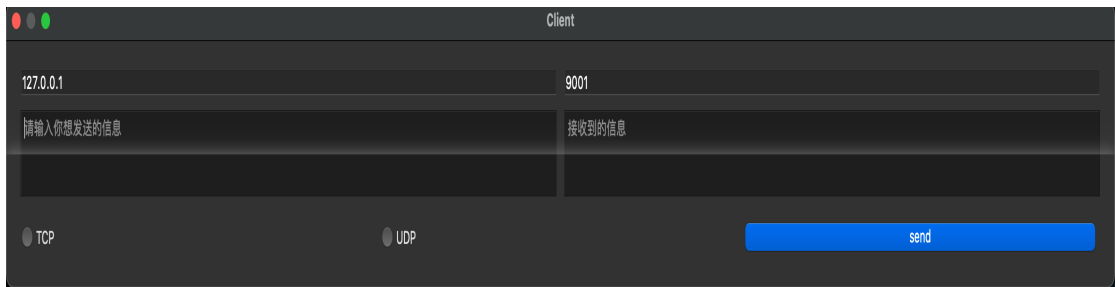 Client
127.0.0.1
9001
请输入你想发送的信息
接收到的信息
TCP
UDP
send